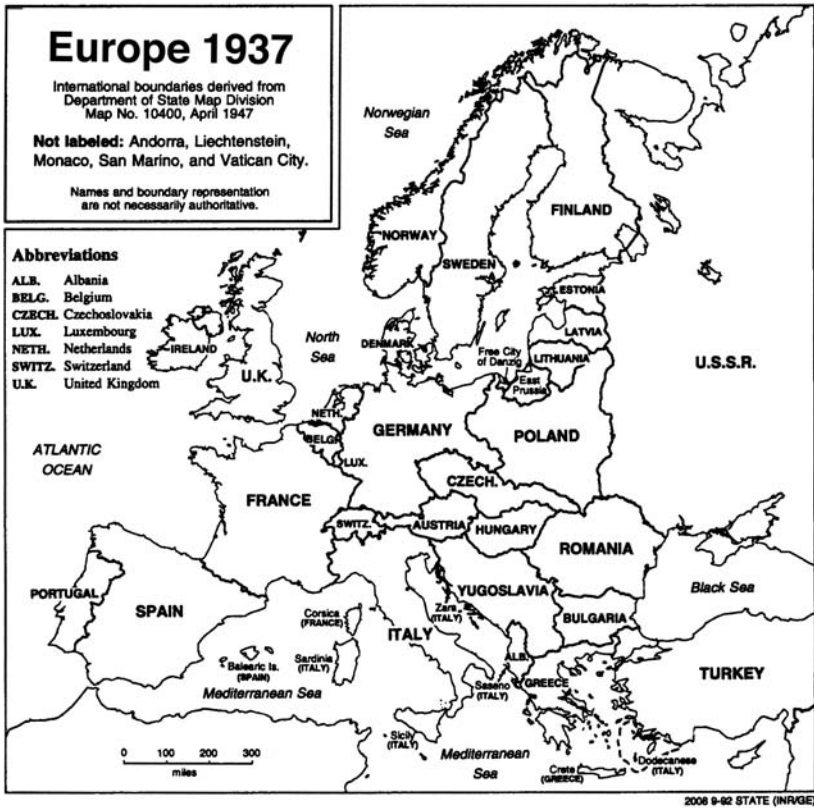 Europe 1937
International boundaries derived from
Department of State Map Division
Map No. 10400, April 1947
Not labeled: Andorra, Liechtenstein,
Monaco, San Marino, and Vatican City.
Names and boundary representation
are not necessarily authoritative.
Norwegian
Sea
FINLAND
NORWAY
SWEDEN
Abbreviations
ALB. Albania
BELG. Belgium
CZECH. Czechoslovakia
LUX. Luxembourg
NETH. Netherlands
SWITZ. Switzerland
U.K. United Kingdom
ESTONIA
LATVIA
LITHUANIA
North
Sea
DENMARK
Free City
of Danzig
East
Prussia
U.S.S.R.
IRELAND
U.K.
NETH.
BELG.
LUX.
GERMANY
POLAND
ATLANTIC
OCEAN
CZECH.
FRANCE
SWITZ.
AUSTRIA
HUNGARY
ROMANIA
PORTUGAL
SPAIN
YUGOSLAVIA
Black Sea
Corsica
(FRANCE)
Zara
(ITALY)
BULGARIA
ITALY
Sardinia
(ITALY)
Balearic Is.
(SPAIN)
ALB.
GREECE
TURKEY
Mediterranean Sea
Saseno
(ITALY)
Sicily
(ITALY)
Mediterranean
Sea
Crete
(GREECE)
Dodecanese
(ITALY)
0 100 200 300
miles
2008 9-92 STATE (INR/GE)